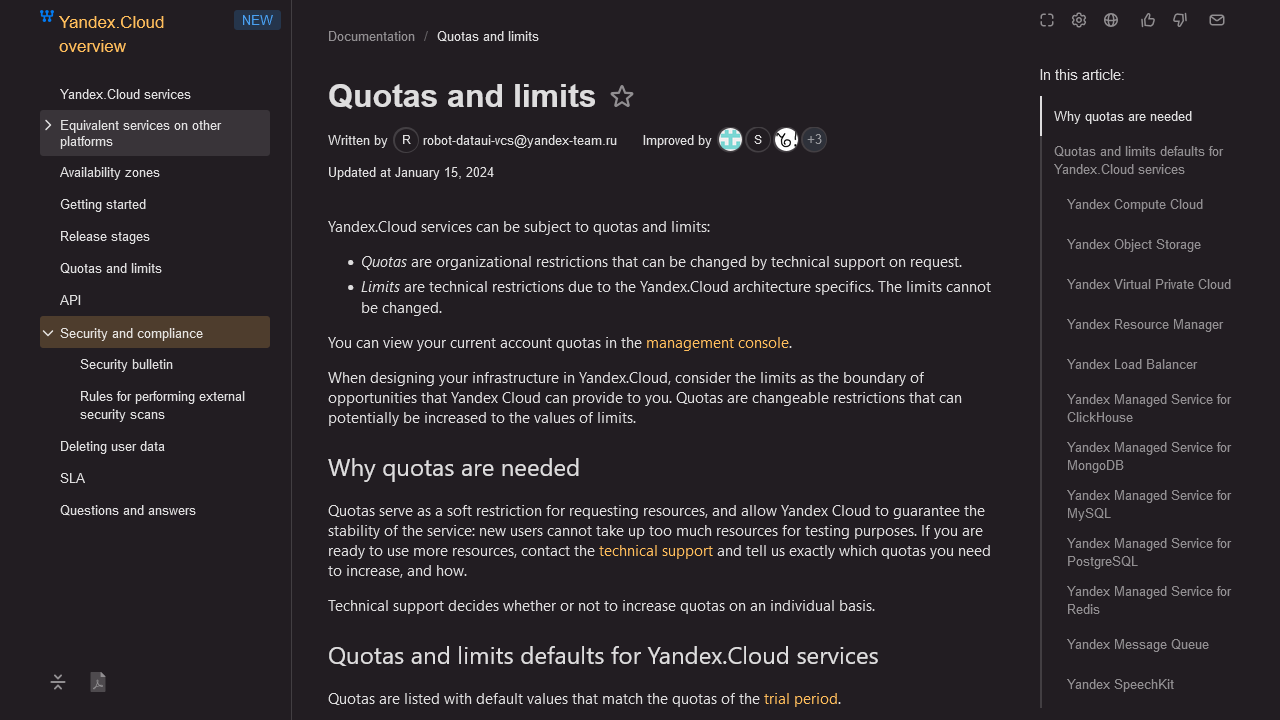 Yandex.Cloud
overview
NEW
Yandex.Cloud services
Equivalent services on other
platforms
Availability zones
Getting started
Release stages
Quotas and limits
API
Security and compliance
Security bulletin
Rules for performing external
security scans
Deleting user data
SLA
Questions and answers
Documentation / Quotas and limits
Quotas and limits
Written by R robot-dataui-vcs@yandex-team.ru Improved by S +3
Updated at January 15, 2024
Yandex.Cloud services can be subject to quotas and limits:
• Quotas are organizational restrictions that can be changed by technical support on request.
• Limits are technical restrictions due to the Yandex.Cloud architecture specifics. The limits cannot
be changed.
You can view your current account quotas in the management console.
When designing your infrastructure in Yandex.Cloud, consider the limits as the boundary of
opportunities that Yandex Cloud can provide to you. Quotas are changeable restrictions that can
potentially be increased to the values of limits.
Why quotas are needed
Quotas serve as a soft restriction for requesting resources, and allow Yandex Cloud to guarantee the
stability of the service: new users cannot take up too much resources for testing purposes. If you are
ready to use more resources, contact the technical support and tell us exactly which quotas you need
to increase, and how.
Technical support decides whether or not to increase quotas on an individual basis.
Quotas and limits defaults for Yandex.Cloud services
Quotas are listed with default values that match the quotas of the trial period.
In this article:
Why quotas are needed
Quotas and limits defaults for
Yandex.Cloud services
Yandex Compute Cloud
Yandex Object Storage
Yandex Virtual Private Cloud
Yandex Resource Manager
Yandex Load Balancer
Yandex Managed Service for
ClickHouse
Yandex Managed Service for
MongoDB
Yandex Managed Service for
MySQL
Yandex Managed Service for
PostgreSQL
Yandex Managed Service for
Redis
Yandex Message Queue
Yandex SpeechKit